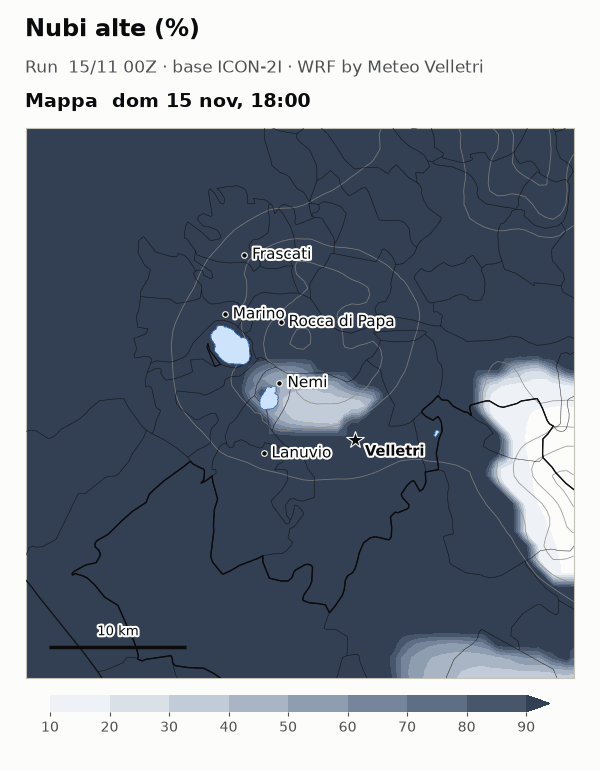 Nubi alte (%)
Run 15/11 00Z · base ICON-2I · WRF by Meteo Velletri
Mappa dom 15 nov, 18:00
Frascati
Marino
Rocca di Papa
Nemi
Velletri
Lanuvio
10 km
10 20 30 40 50 60 70 80 90